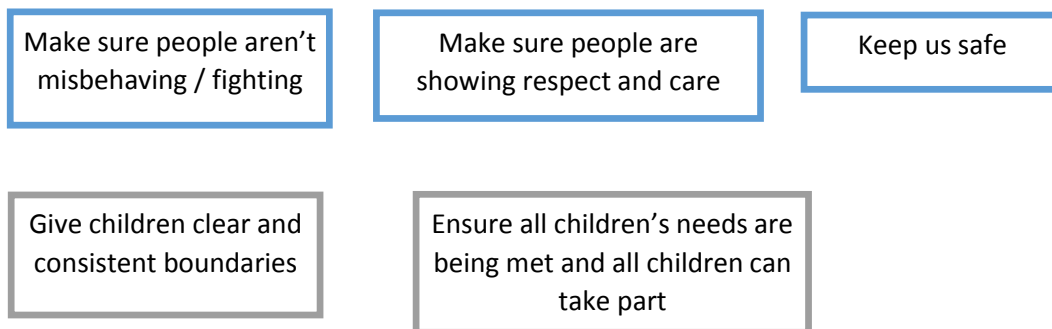 Make sure people aren’t
misbehaving / fighting
Make sure people are
showing respect and care
Keep us safe
Give children clear and
consistent boundaries
Ensure all children’s needs are
being met and all children can
take part